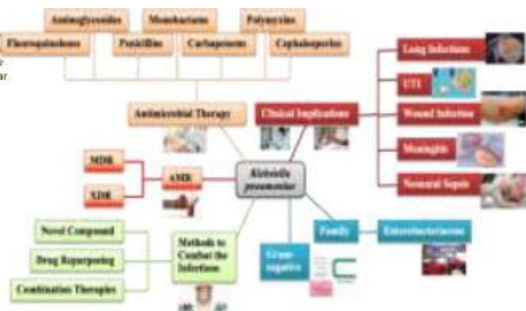 Aminoglycosides
Monobactams
Polymyxins
Fluoroquinolones
Penicillins
Carbapenems
Cephalosporins
ar
Antimicrobial Therapy
Clinical Implications
Lung Infections
UTI
Wound Infection
Meningitis
Neonatal Sepsis
MDR
XDR
AMR
Klebsiella
pneumoniae
Novel Compound
Drug Repurposing
Combination Therapies
Methods to
Combat the
Infections
Gram-
negative
Family
Enterobacteriaceae